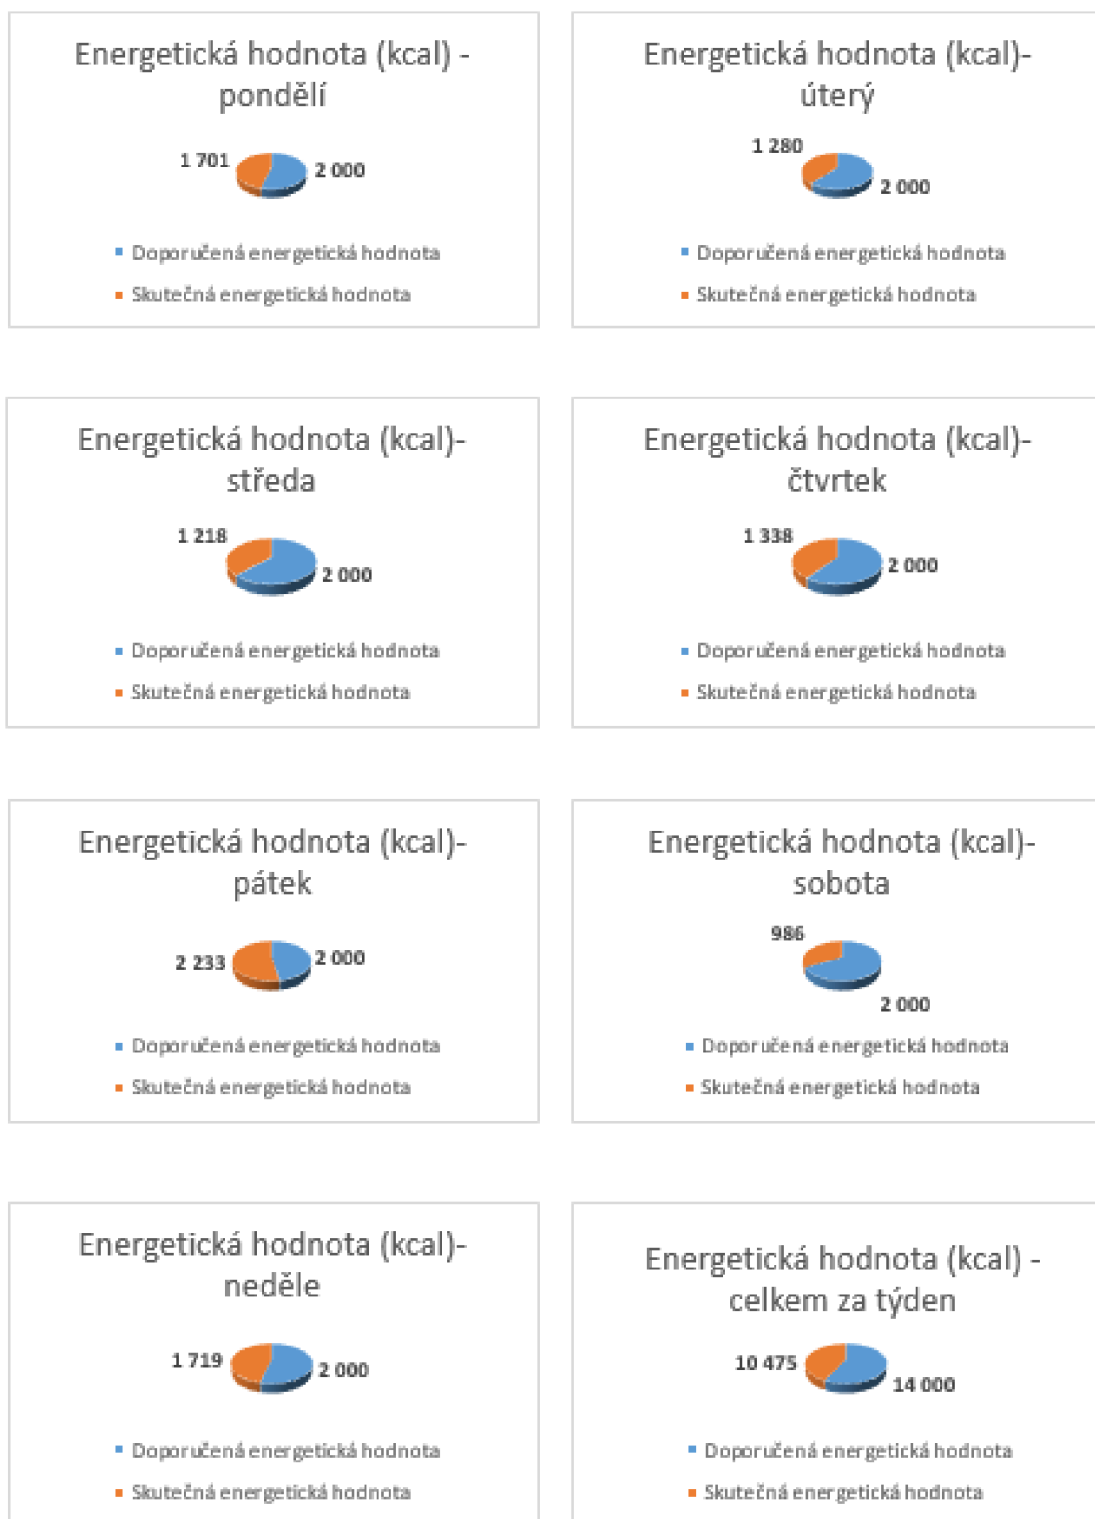 Energetická hodnota (kcal) -
pondělí
1 701
2 000
Doporučená energetická hodnota
Skutečná energetická hodnota
Energetická hodnota (kcal)-
úterý
1 280
2 000
Doporučená energetická hodnota
Skutečná energetická hodnota
Energetická hodnota (kcal)-
středa
1 218
2 000
Doporučená energetická hodnota
Skutečná energetická hodnota
Energetická hodnota (kcal)-
čtvrtek
1 338
2 000
Doporučená energetická hodnota
Skutečná energetická hodnota
Energetická hodnota (kcal)-
pátek
2 233
2 000
Doporučená energetická hodnota
Skutečná energetická hodnota
Energetická hodnota (kcal)-
sobota
986
2 000
Doporučená energetická hodnota
Skutečná energetická hodnota
Energetická hodnota (kcal)-
neděle
1 719
2 000
Doporučená energetická hodnota
Skutečná energetická hodnota
Energetická hodnota (kcal) -
celkem za týden
10 475
14 000
Doporučená energetická hodnota
Skutečná energetická hodnota